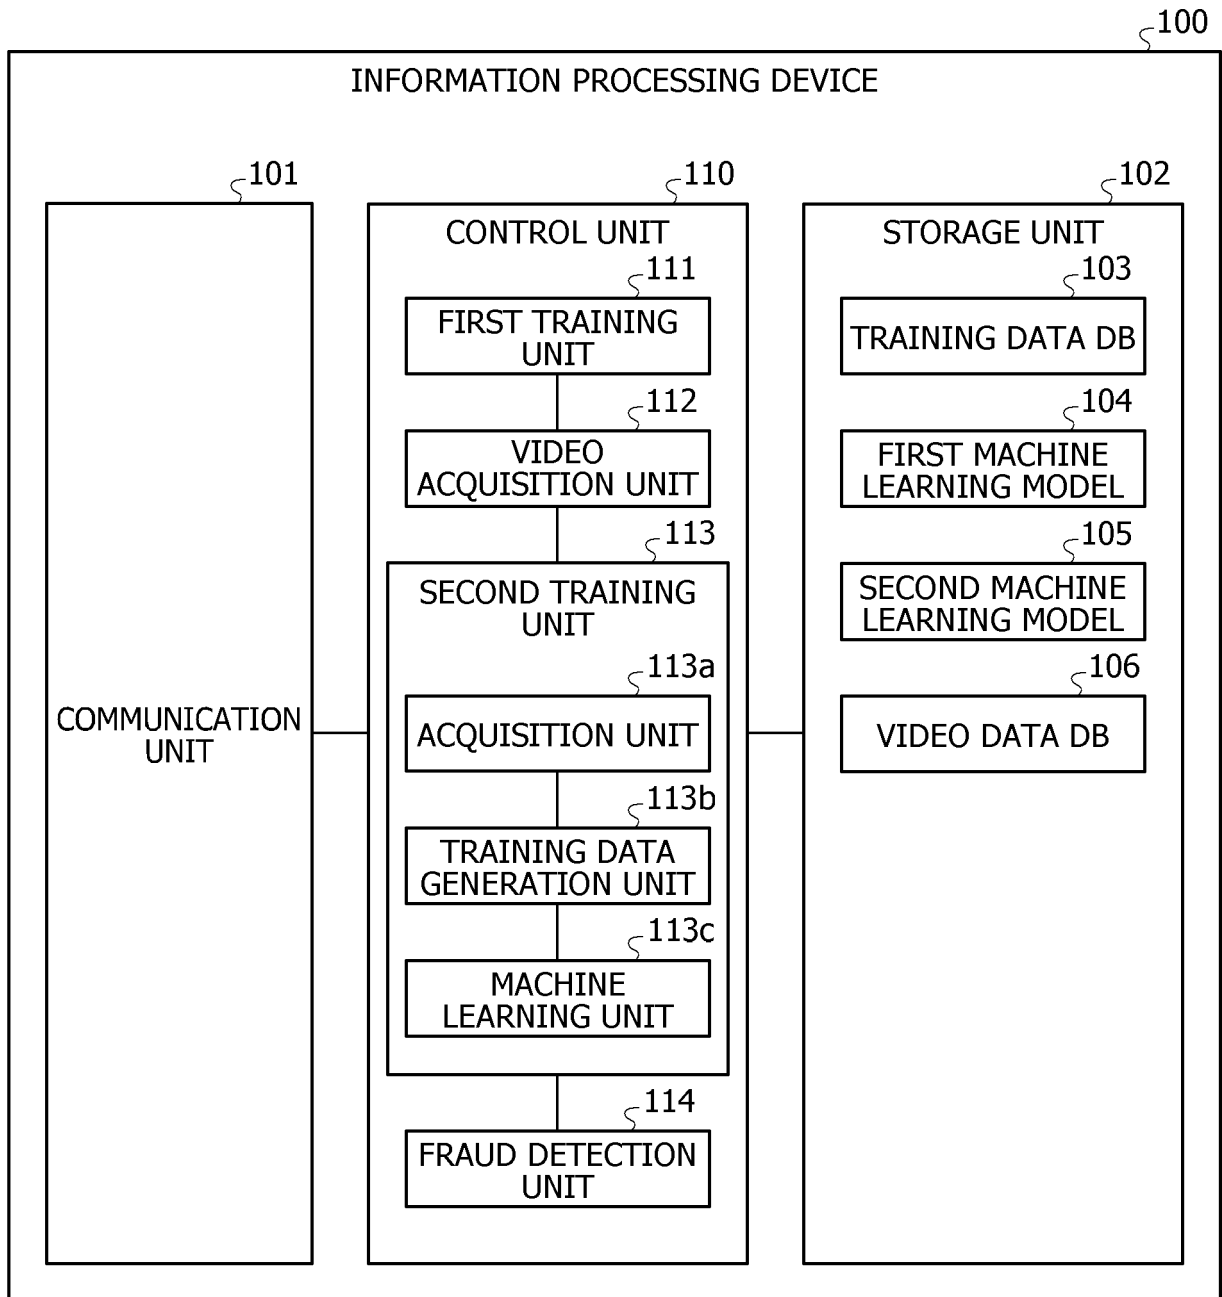 100
INFORMATION PROCESSING DEVICE
101
COMMUNICATION
UNIT
110
CONTROL UNIT
111
FIRST TRAINING
UNIT
112
VIDEO
ACQUISITION UNIT
113
SECOND TRAINING
UNIT
113a
ACQUISITION UNIT
113b
TRAINING DATA
GENERATION UNIT
113c
MACHINE
LEARNING UNIT
114
FRAUD DETECTION
UNIT
102
STORAGE UNIT
103
TRAINING DATA DB
104
FIRST MACHINE
LEARNING MODEL
105
SECOND MACHINE
LEARNING MODEL
106
VIDEO DATA DB